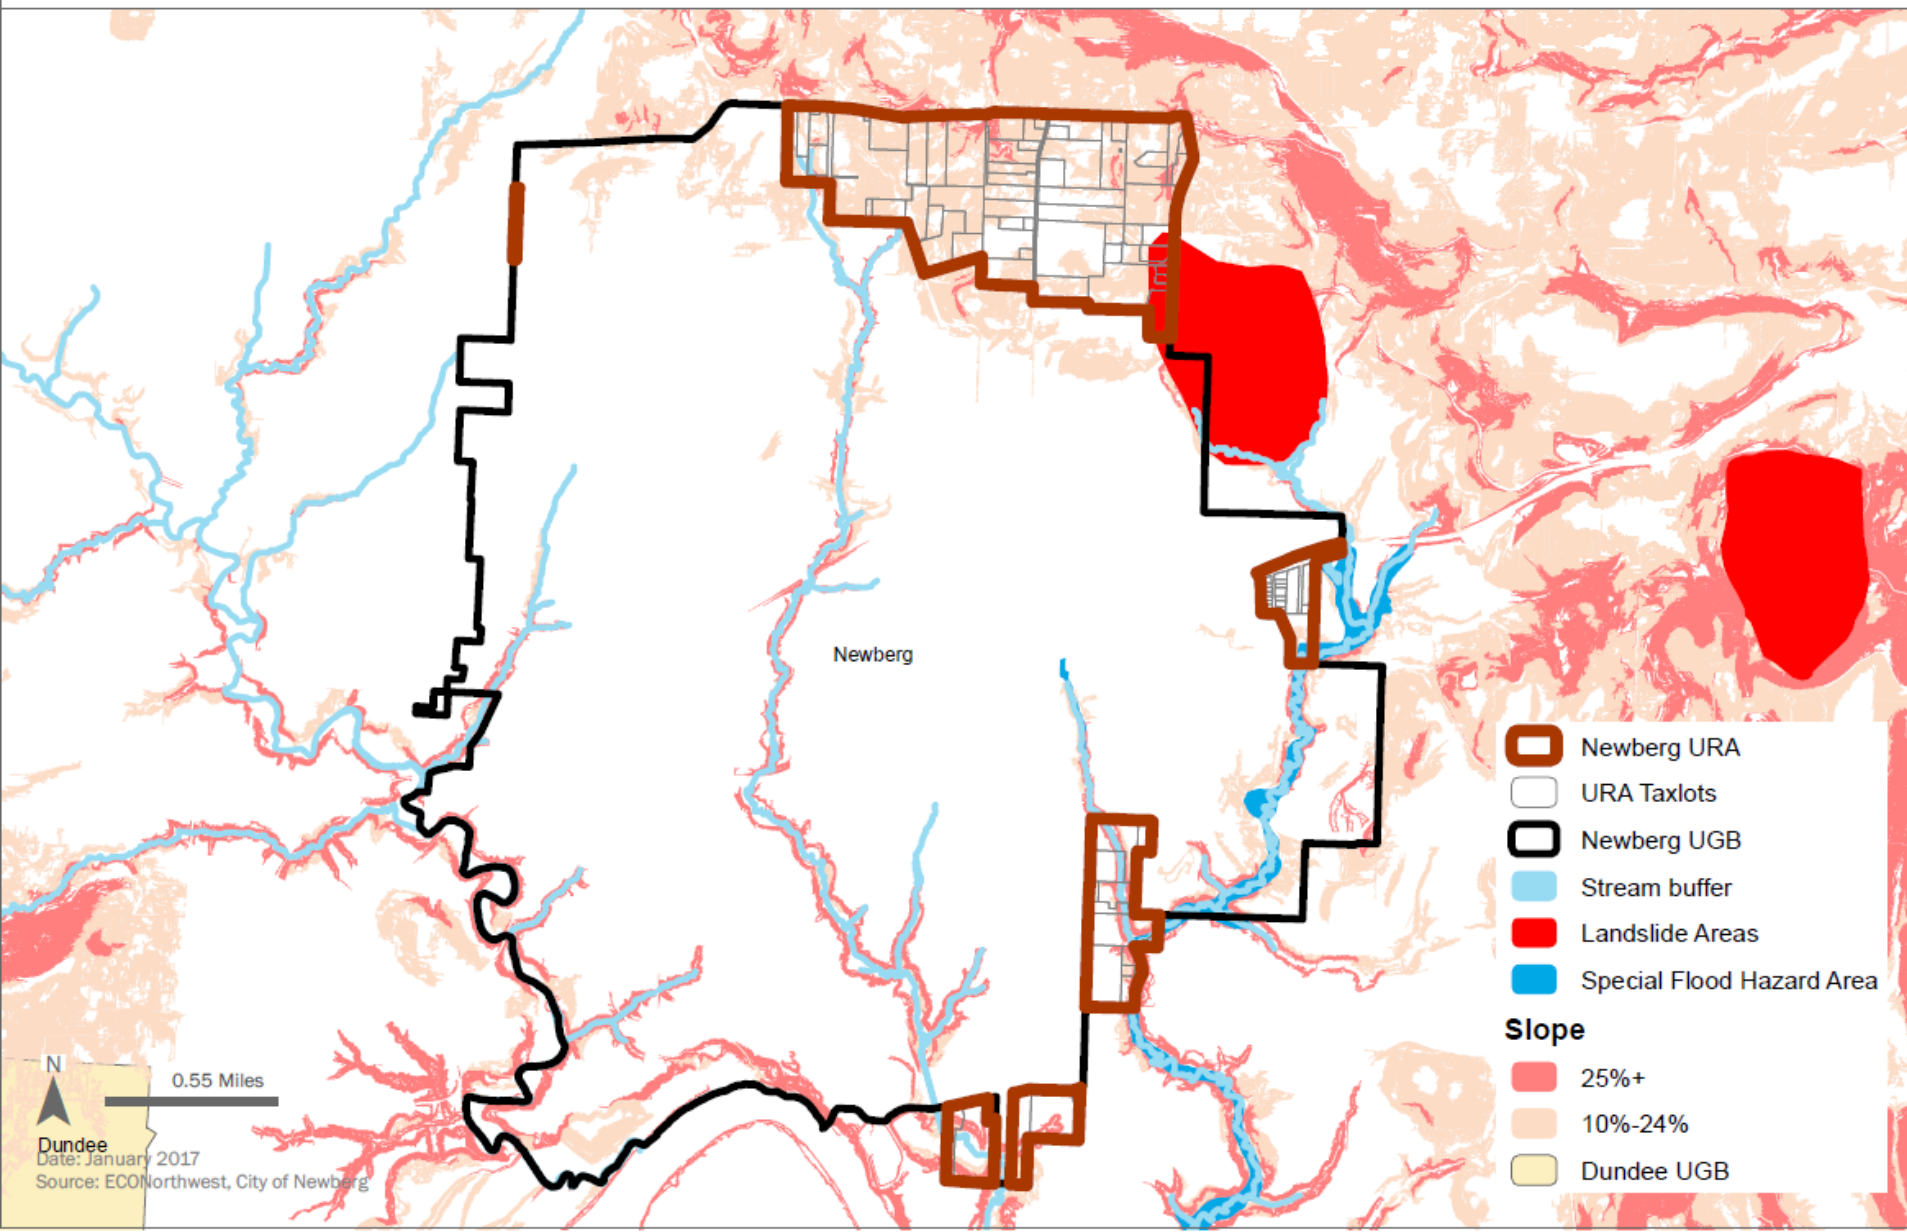 Newberg
Newberg URA
URA Taxlots
Newberg UGB
Stream buffer
Landslide Areas
Special Flood Hazard Area
Slope
25%+
10%-24%
Dundee UGB
N
0.55 Miles
Dundee
Date: January 2017
Source: ECONorthwest, City of Newberg